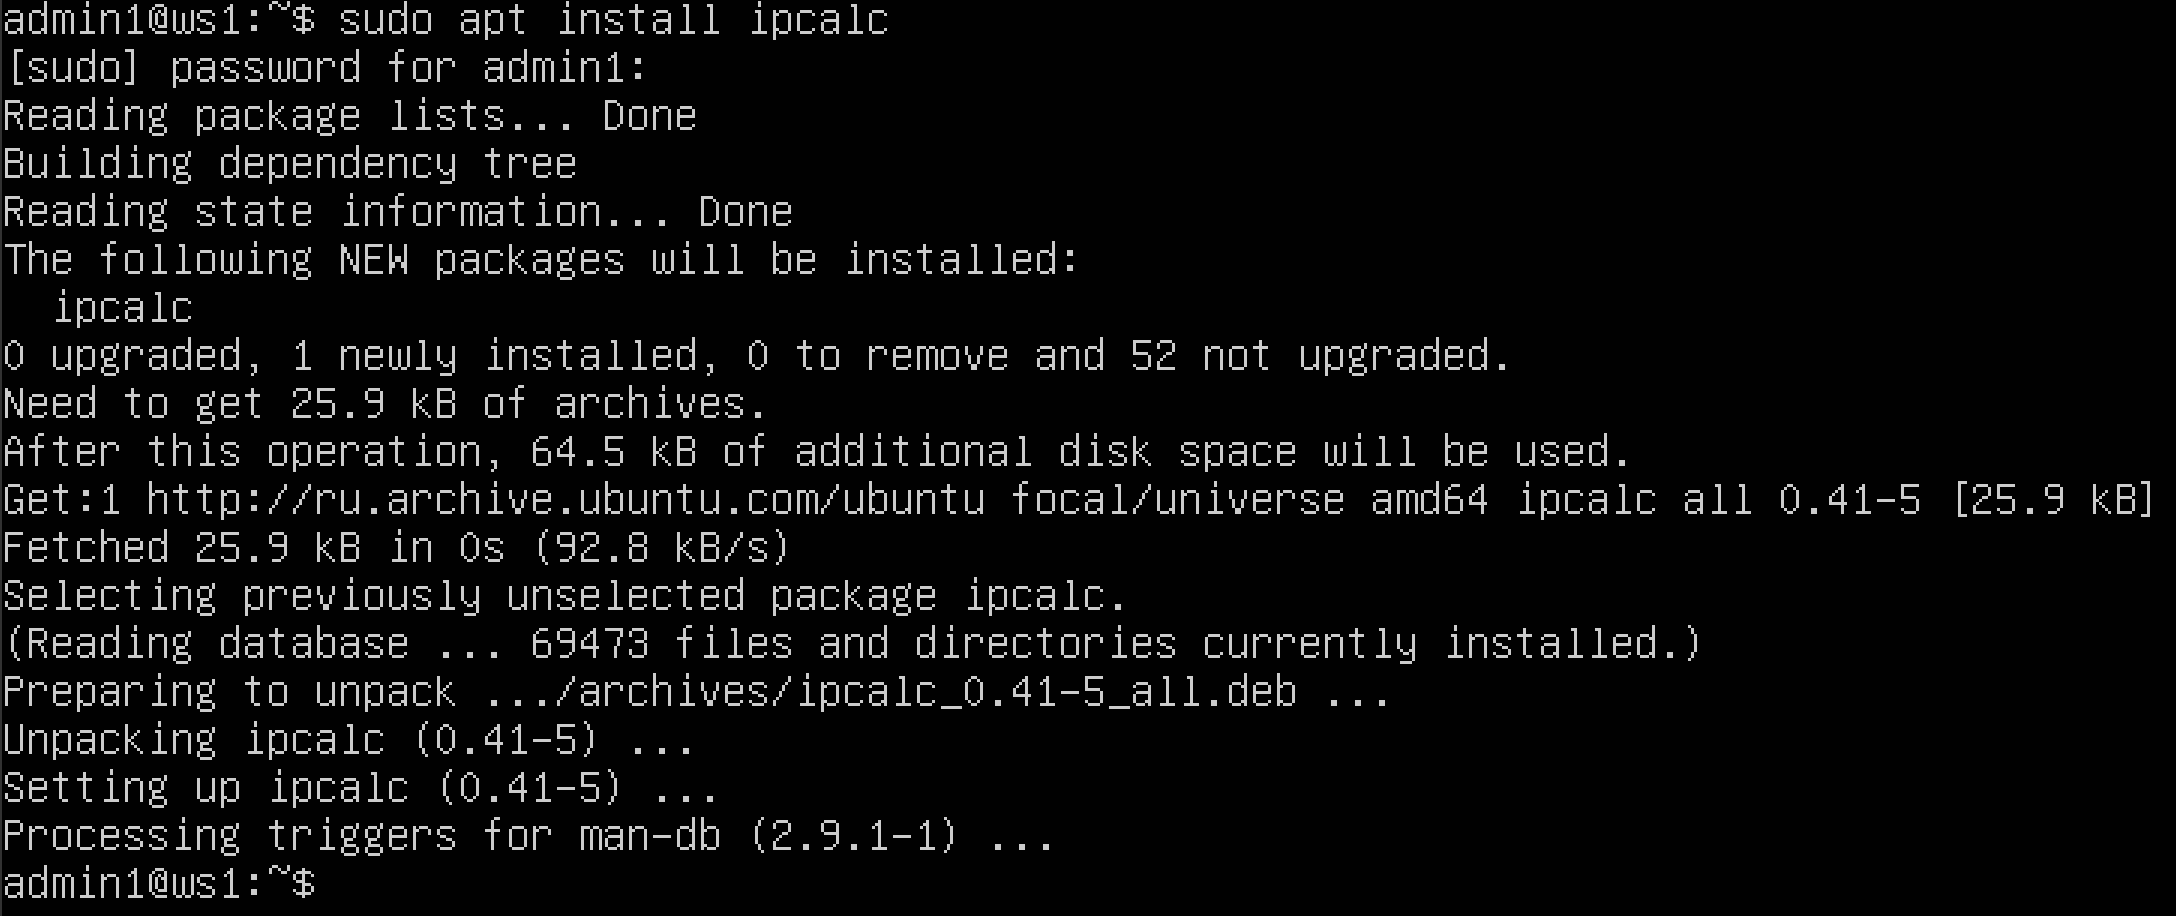 admin1@ws1:~$ sudo apt install ipcalc
[sudo] password for admin1:
Reading package lists... Done
Building dependency tree
Reading state information... Done
The following NEW packages will be installed:
  ipcalc
0 upgraded, 1 newly installed, 0 to remove and 52 not upgraded.
Need to get 25.9 kB of archives.
After this operation, 64.5 kB of additional disk space will be used.
Get:1 http://ru.archive.ubuntu.com/ubuntu focal/universe amd64 ipcalc all 0.41-5 [25.9 kB]
Fetched 25.9 kB in 0s (92.8 kB/s)
Selecting previously unselected package ipcalc.
(Reading database ... 69473 files and directories currently installed.)
Preparing to unpack .../archives/ipcalc_0.41-5_all.deb ...
Unpacking ipcalc (0.41-5) ...
Setting up ipcalc (0.41-5) ...
Processing triggers for man-db (2.9.1-1) ...
admin1@ws1:~$